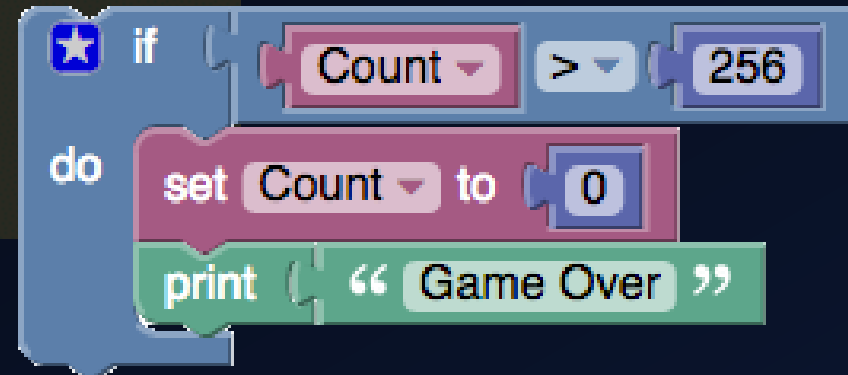 if Count > 256
do set Count to 0
print “ Game Over ”